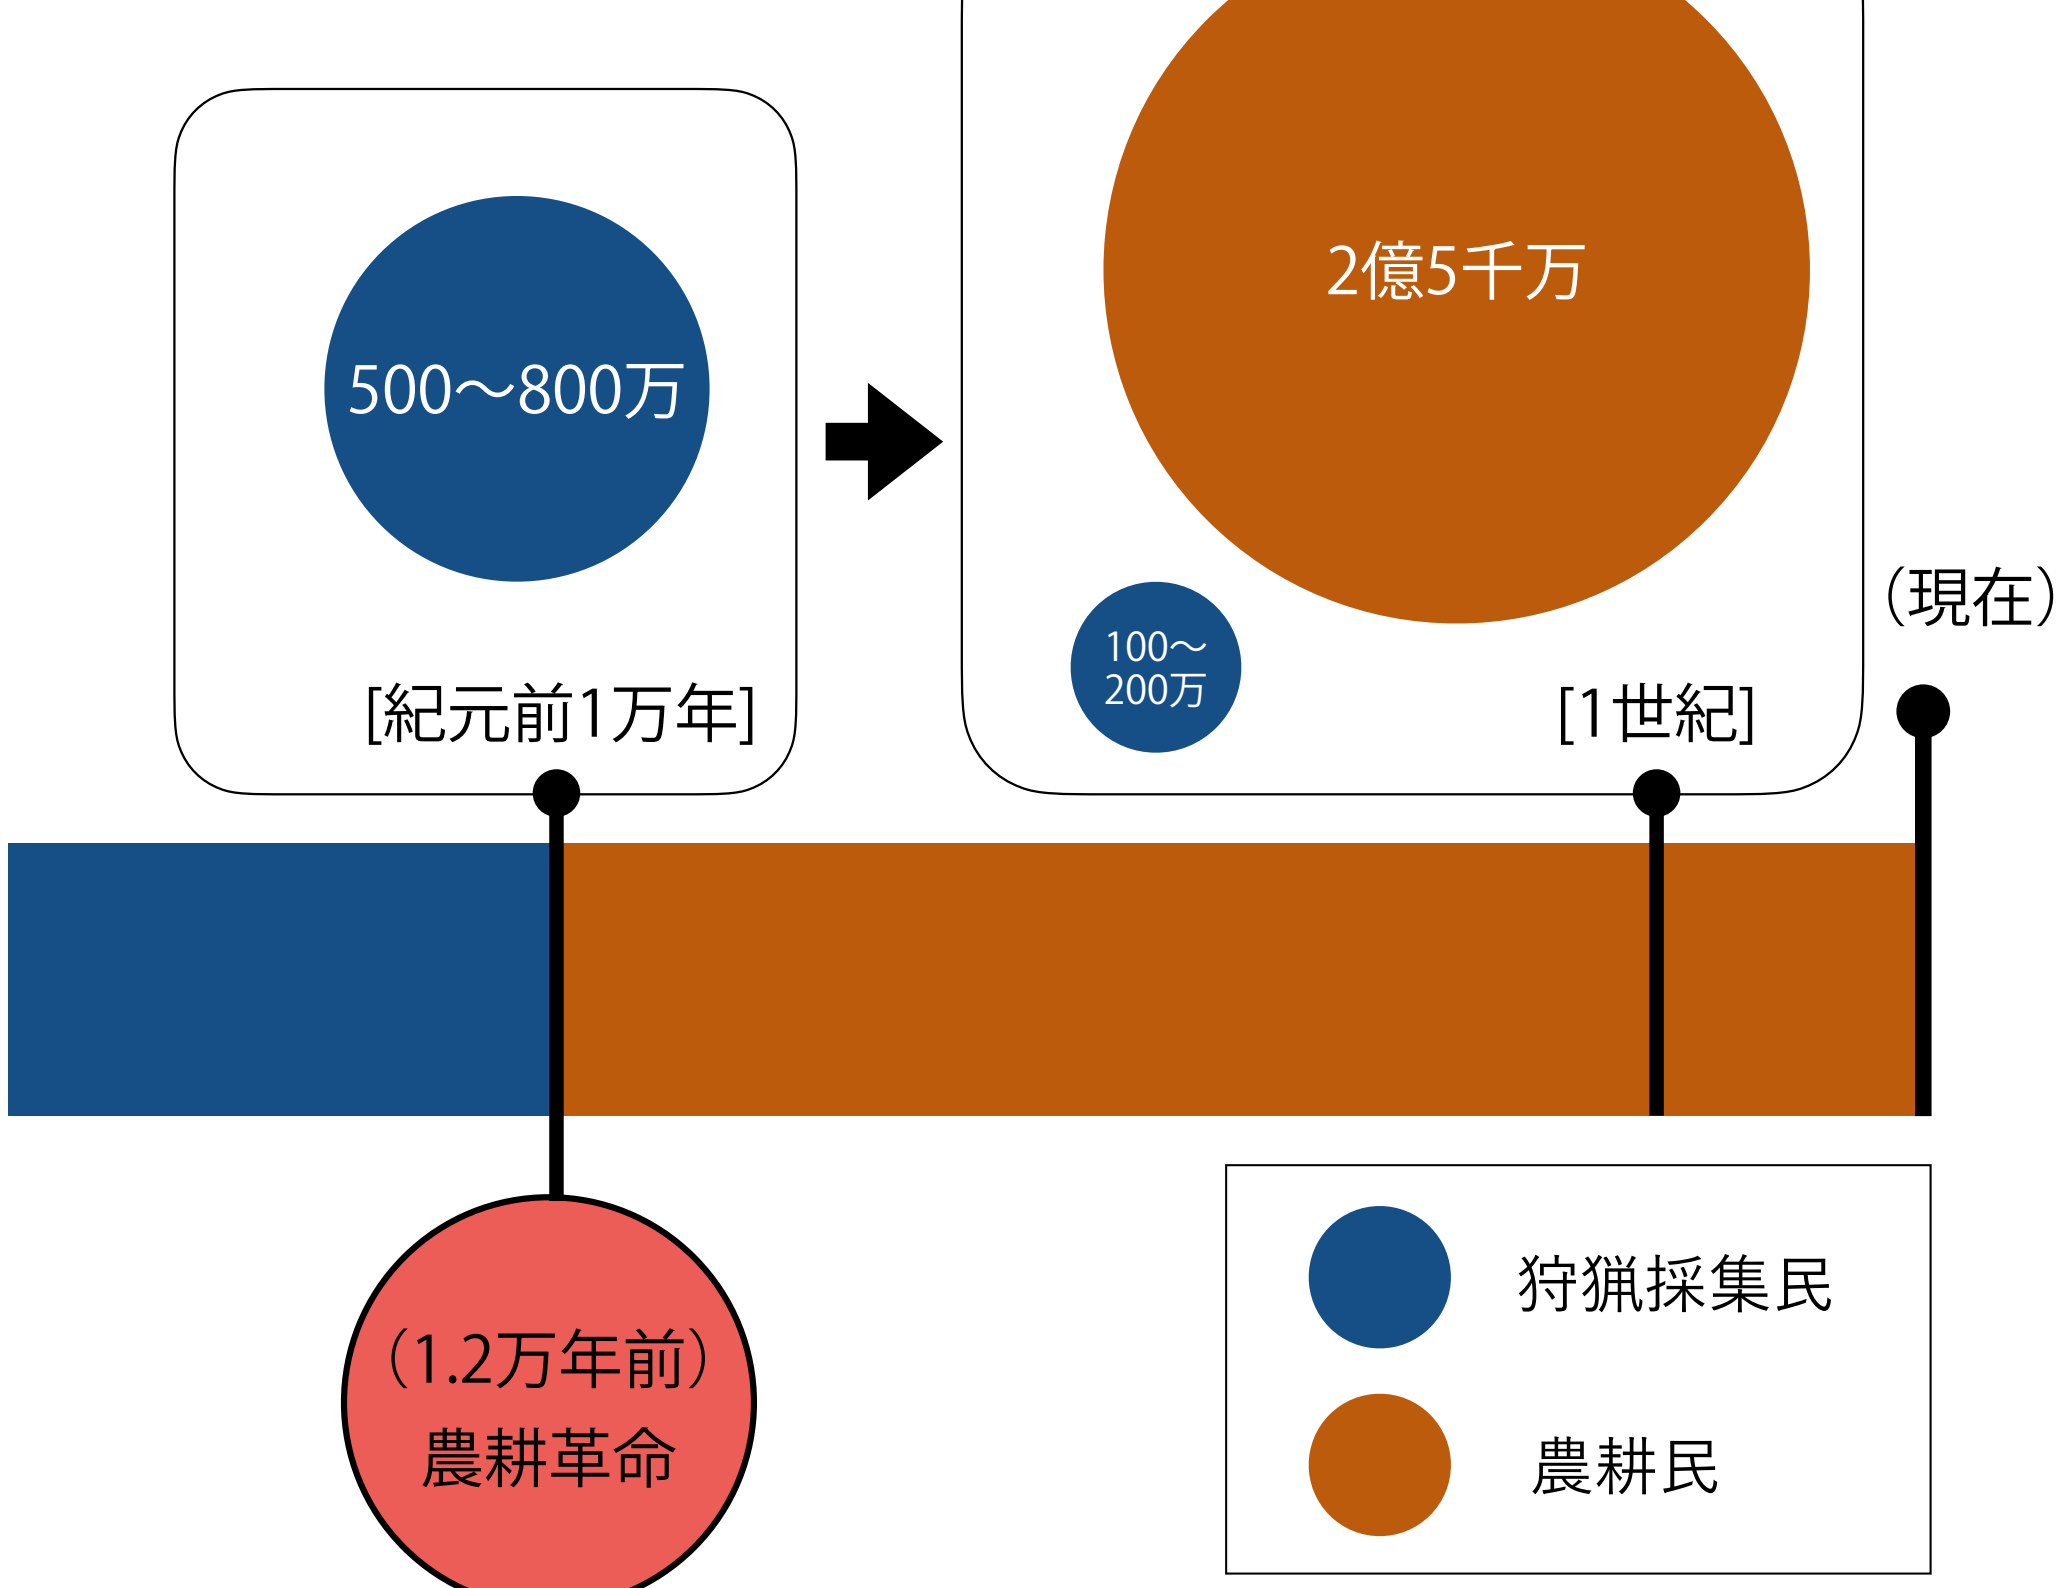 2億5千万
500〜800万
（現在）
100〜
200万
[紀元前1万年]
[1世紀]
（1.2万年前）
農耕革命
狩猟採集民
農耕民